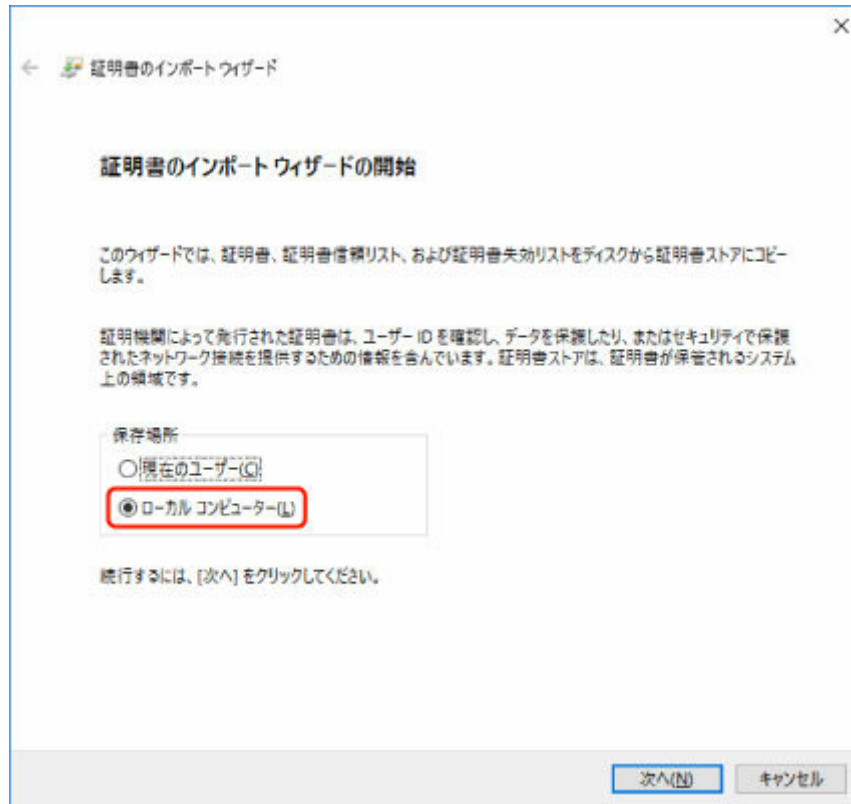 証明書のインポート ウィザード
証明書のインポート ウィザードの開始
このウィザードでは、証明書、証明書信頼リスト、および証明書失効リストをディスクから証明書ストアにコピー
します。
証明機関によって発行された証明書は、ユーザー ID を確認し、データを保護したり、またはセキュリティで保護
されたネットワーク接続を提供するための情報を含んでいます。証明書ストアは、証明書が保管されるシステム
上の領域です。
保存場所
現在のユーザー(C)
ローカル コンピューター(L)
続行するには、[次へ] をクリックしてください。
次へ(N)
キャンセル